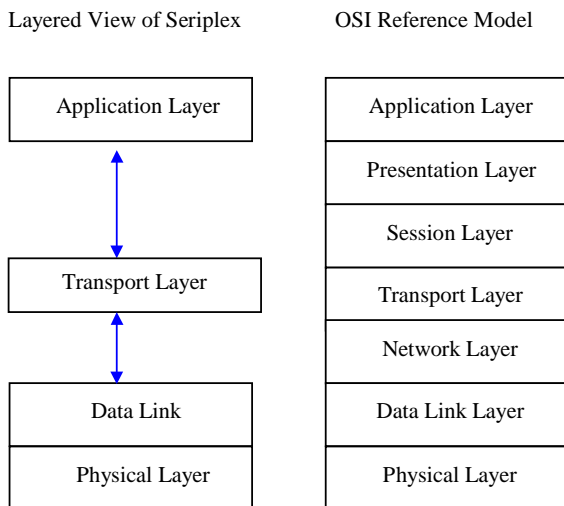 Layered View of Seriplex
OSI Reference Model
Application Layer
Transport Layer
Data Link
Physical Layer
Application Layer
Presentation Layer
Session Layer
Transport Layer
Network Layer
Data Link Layer
Physical Layer